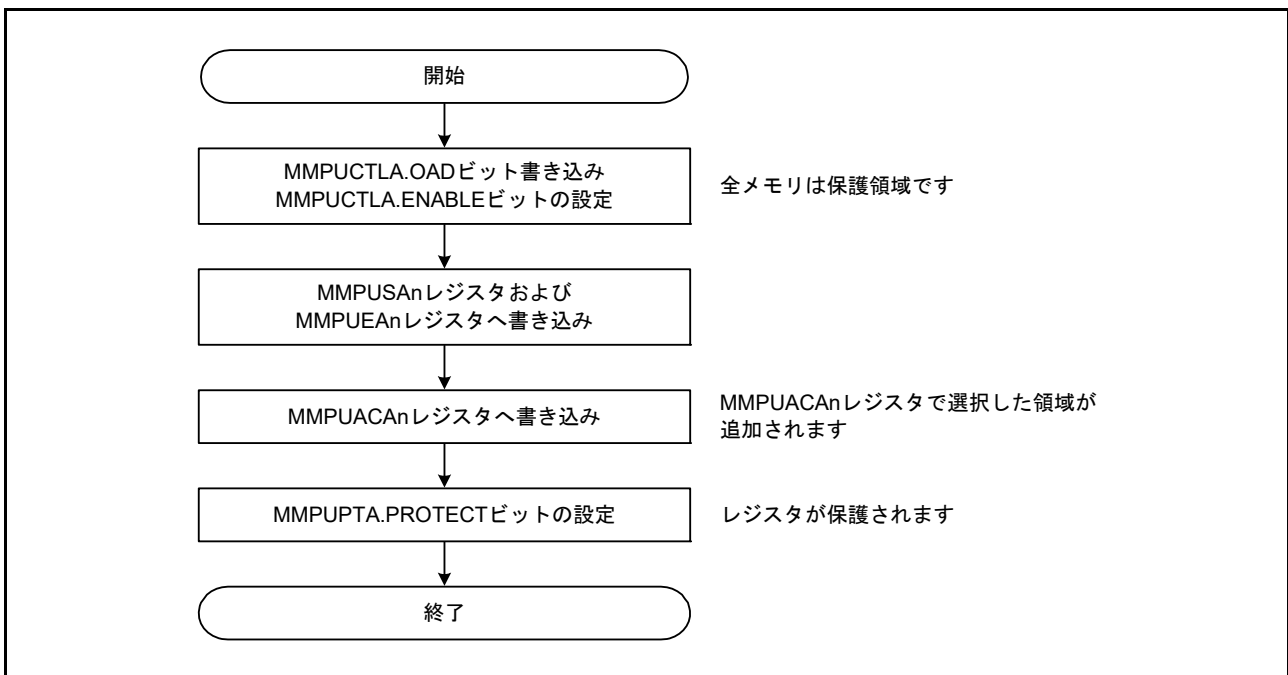 開始
MMPUCTLA.OADビット書き込み
MMPUCTLA.ENABLEビットの設定
全メモリは保護領域です
MMPUSAnレジスタおよび
MMPUEAnレジスタへ書き込み
MMPUACAnレジスタへ書き込み
MMPUACAnレジスタで選択した領域が
追加されます
MMPUPTA.PROTECTビットの設定
レジスタが保護されます
終了